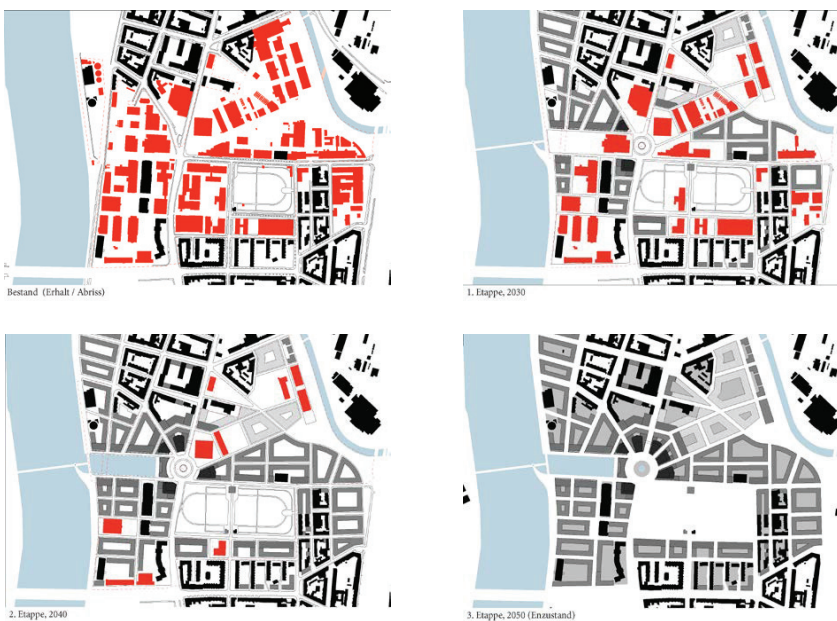 Bestand (Erhalt / Abriss)
1. Etappe, 2030
2. Etappe, 2040
3. Etappe, 2050 (Enzustand)